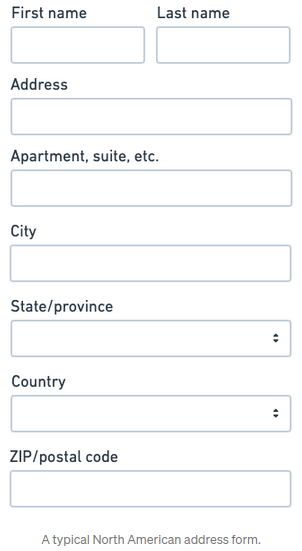 First name Last name
Address
Apartment, suite, etc.
City
State/province
Country
ZIP/postal code
A typical North American address form.